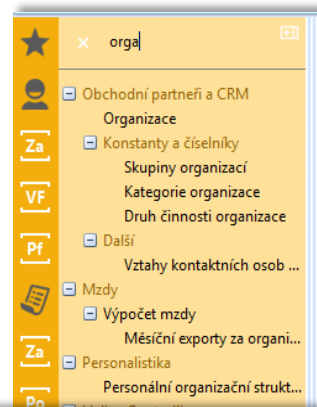 orga
Obchodní partneři a CRM
Organizace
Konstanty a číselníky
Skupiny organizací
Kategorie organizace
Druh činnosti organizace
Další
Vztahy kontaktních osob ...
Mzdy
Výpočet mzdy
Měsíční exporty za organi...
Personalistika
Personální organizační strukt...
Za
VF
Pf
Za
Po